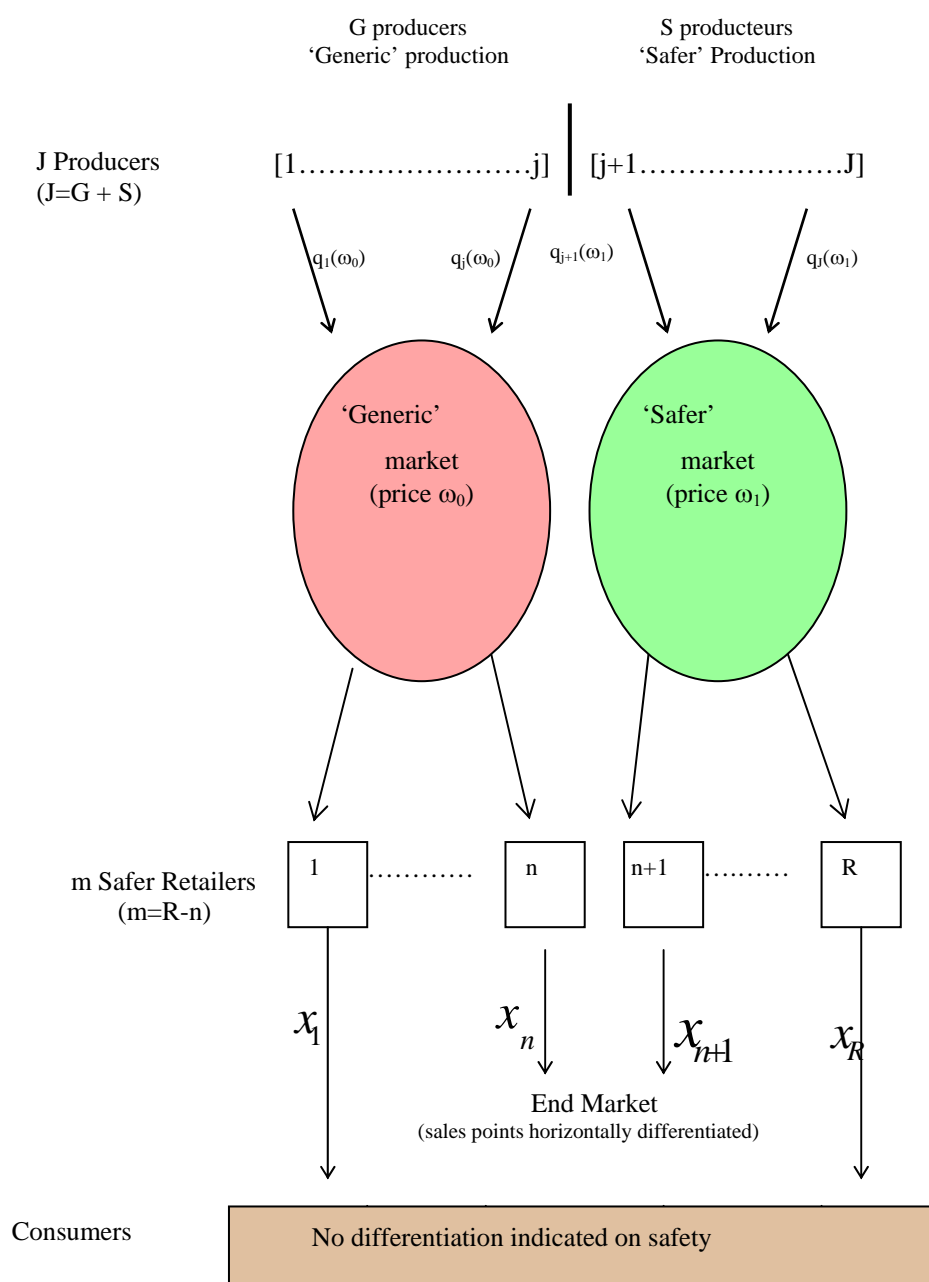 G producers
‘Generic’ production
S producteurs
‘Safer’ Production
J Producers
(J=G + S)
[1……………………j]
[j+1…………………J]
q1(ω0)
qj(ω0)
qj+1(ω1)
qJ(ω1)
‘Generic’
market
(price ω0)
‘Safer’
market
(price ω1)
m Safer Retailers
(m=R-n)
1 ………… n n+1 …..…… R
x1
xn
xn+1
xR
End Market
(sales points horizontally differentiated)
Consumers
No differentiation indicated on safety